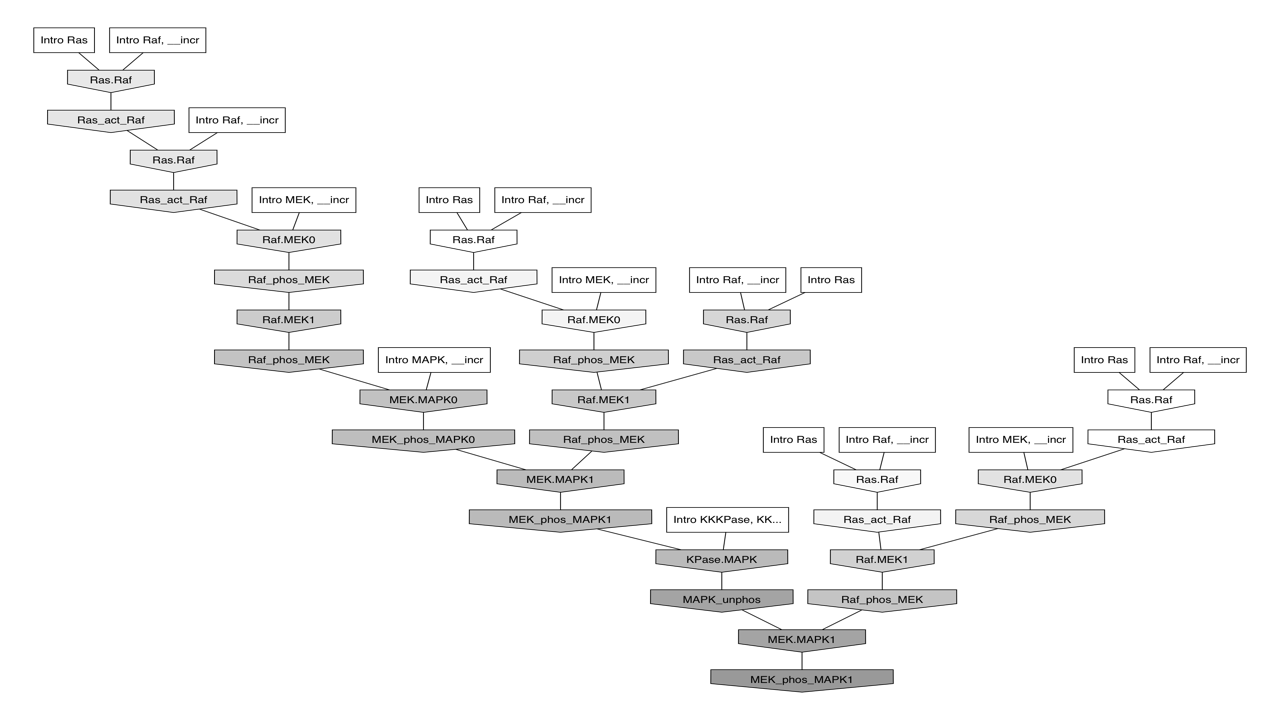 Intro Ras
Intro Raf, __incr
Ras.Raf
Ras_act_Raf
Intro Raf, __incr
Ras.Raf
Ras_act_Raf
Intro MEK, __incr
Intro Ras
Intro Raf, __incr
Raf.MEK0
Ras.Raf
Raf_phos_MEK
Ras_act_Raf
Intro MEK, __incr
Intro Raf, __incr
Intro Ras
Raf.MEK1
Raf.MEK0
Ras.Raf
Raf_phos_MEK
Intro MAPK, __incr
Raf_phos_MEK
Ras_act_Raf
Intro Ras
Intro Raf, __incr
MEK.MAPK0
Raf.MEK1
Ras.Raf
MEK_phos_MAPK0
Raf_phos_MEK
Intro Ras
Intro Raf, __incr
Intro MEK, __incr
Ras_act_Raf
MEK.MAPK1
Ras.Raf
Raf.MEK0
MEK_phos_MAPK1
Intro KKKPase, KK...
Ras_act_Raf
Raf_phos_MEK
KPase.MAPK
Raf.MEK1
MAPK_unphos
Raf_phos_MEK
MEK.MAPK1
MEK_phos_MAPK1